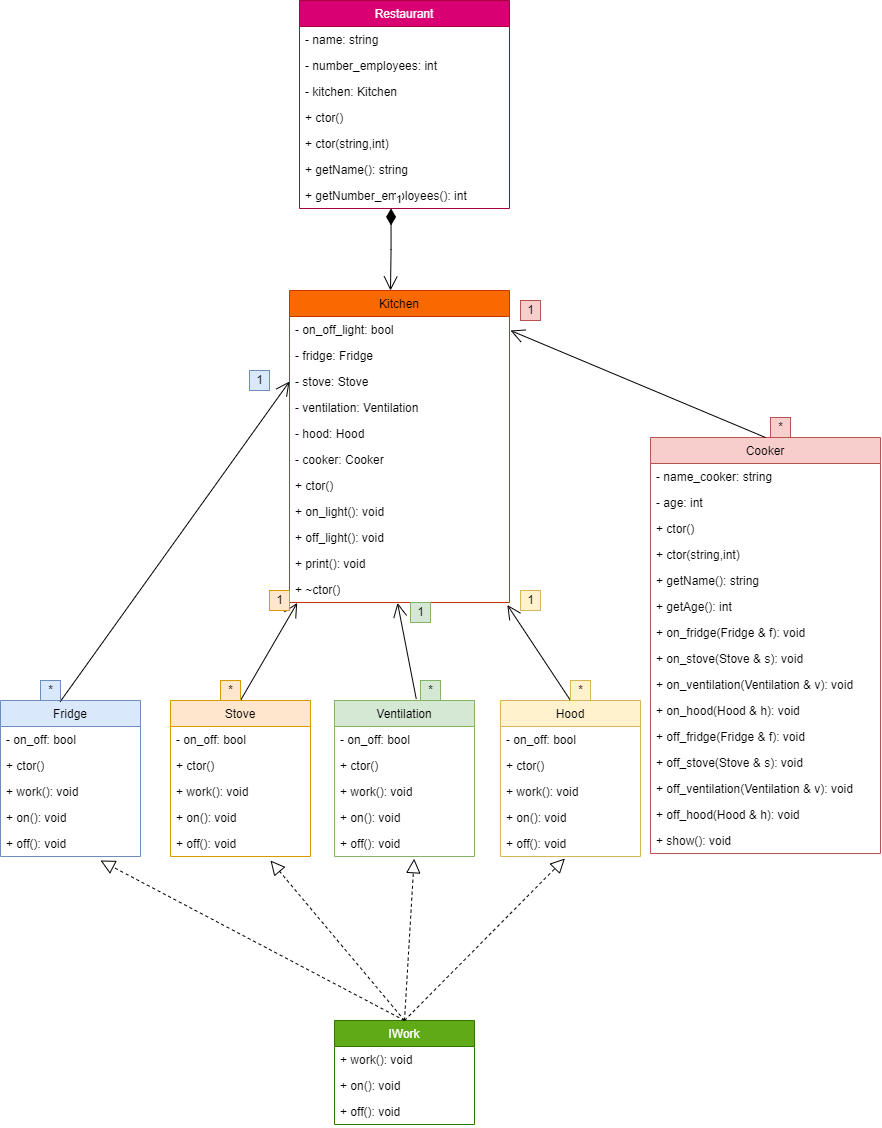 Restaurant
- name: string
- number_employees: int
- kitchen: Kitchen
+ ctor()
+ ctor(string,int)
+ getName(): string
+ getNumber_employees(): int
1
Kitchen
- on_off_light: bool
- fridge: Fridge
- stove: Stove
- ventilation: Ventilation
- hood: Hood
- cooker: Cooker
+ ctor()
+ on_light(): void
+ off_light(): void
+ print(): void
+ ~ctor()
1
1
1
1
1
*
Cooker
- name_cooker: string
- age: int
+ ctor()
+ ctor(string,int)
+ getName(): string
+ getAge(): int
+ on_fridge(Fridge & f): void
+ on_stove(Stove & s): void
+ on_ventilation(Ventilation & v): void
+ on_hood(Hood & h): void
+ off_fridge(Fridge & f): void
+ off_stove(Stove & s): void
+ off_ventilation(Ventilation & v): void
+ off_hood(Hood & h): void
+ show(): void
*
Fridge
- on_off: bool
+ ctor()
+ work(): void
+ on(): void
+ off(): void
*
Stove
- on_off: bool
+ ctor()
+ work(): void
+ on(): void
+ off(): void
*
Ventilation
- on_off: bool
+ ctor()
+ work(): void
+ on(): void
+ off(): void
*
Hood
- on_off: bool
+ ctor()
+ work(): void
+ on(): void
+ off(): void
IWork
+ work(): void
+ on(): void
+ off(): void